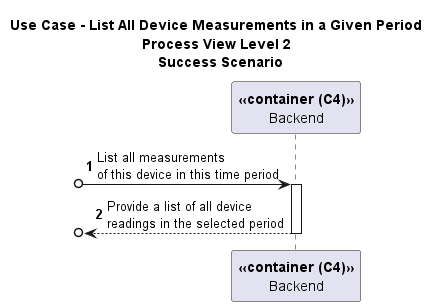 Use Case - List All Device Measurements in a Given Period
Process View Level 2
Success Scenario
«container (C4)»
Backend
1 List all measurements
of this device in this time period
2 Provide a list of all device
readings in the selected period
«container (C4)»
Backend